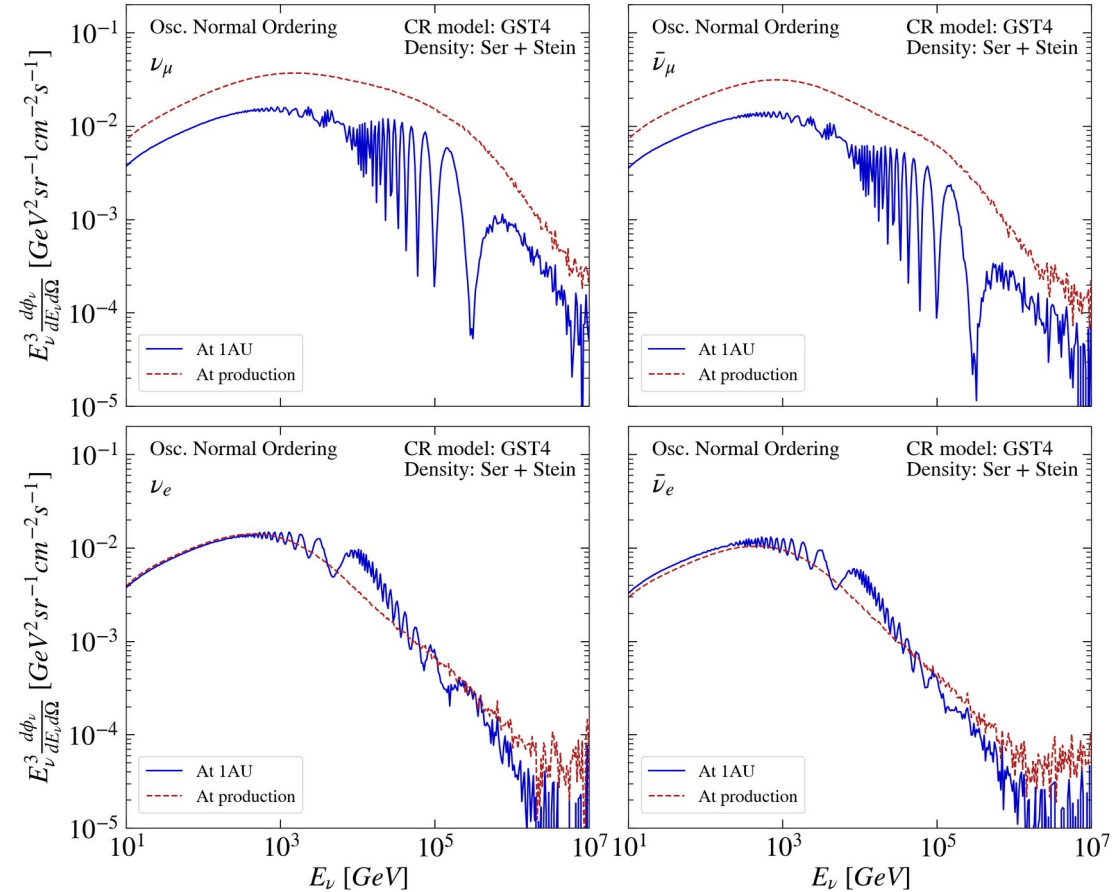 Osc. Normal Ordering
CR model: GST4
Density: Ser + Stein
ν_μ
At 1AU
At production
10^{-1}
10^{-2}
10^{-3}
10^{-4}
10^{-5}
E_ν^3 \frac{dϕ_ν}{dE_ν dΩ} [GeV^2 sr^{-1} cm^{-2} s^{-1}]
Osc. Normal Ordering
CR model: GST4
Density: Ser + Stein
ν̄_μ
At 1AU
At production
Osc. Normal Ordering
CR model: GST4
Density: Ser + Stein
ν_e
At 1AU
At production
10^{-1}
10^{-2}
10^{-3}
10^{-4}
10^{-5}
E_ν^3 \frac{dϕ_ν}{dE_ν dΩ} [GeV^2 sr^{-1} cm^{-2} s^{-1}]
10^1 10^3 10^5 10^7
E_ν [GeV]
Osc. Normal Ordering
CR model: GST4
Density: Ser + Stein
ν̄_e
At 1AU
At production
10^1 10^3 10^5 10^7
E_ν [GeV]